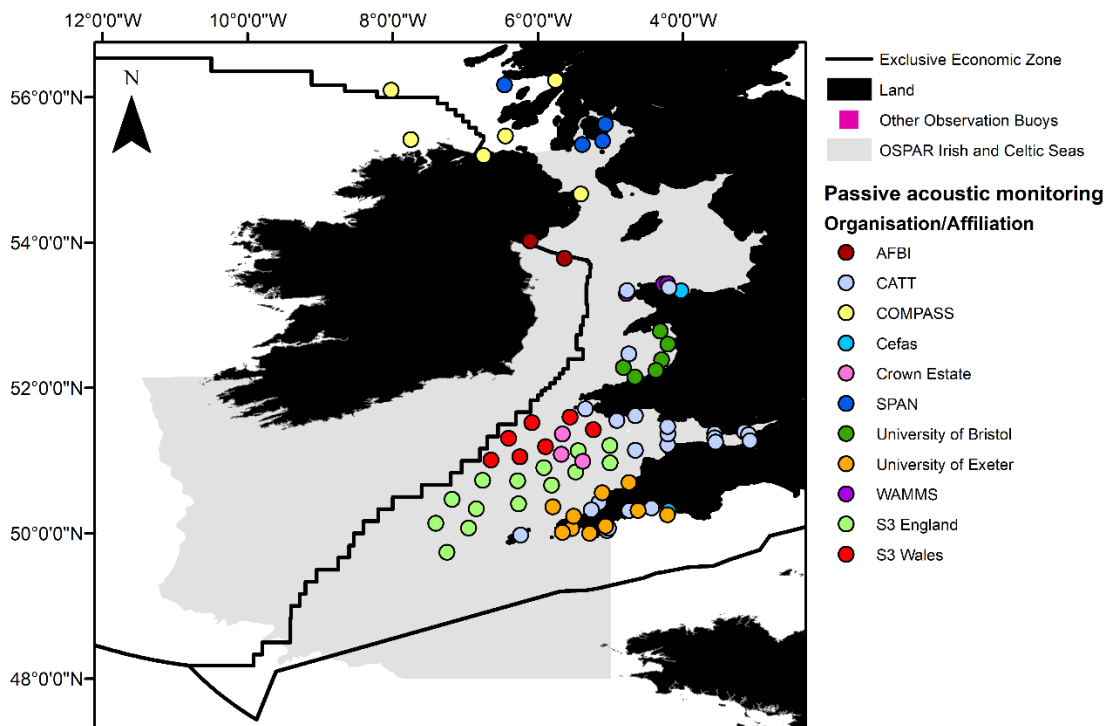 12°0'0"W 10°0'0"W 8°0'0"W 6°0'0"W 4°0'0"W
N
56°0'0"N
54°0'0"N
52°0'0"N
50°0'0"N
48°0'0"N
Exclusive Economic Zone
Land
Other Observation Buoys
OSPAR Irish and Celtic Seas
Passive acoustic monitoring
Organisation/Affiliation
AFBI
CATT
COMPASS
Cefas
Crown Estate
SPAN
University of Bristol
University of Exeter
WAMMS
S3 England
S3 Wales